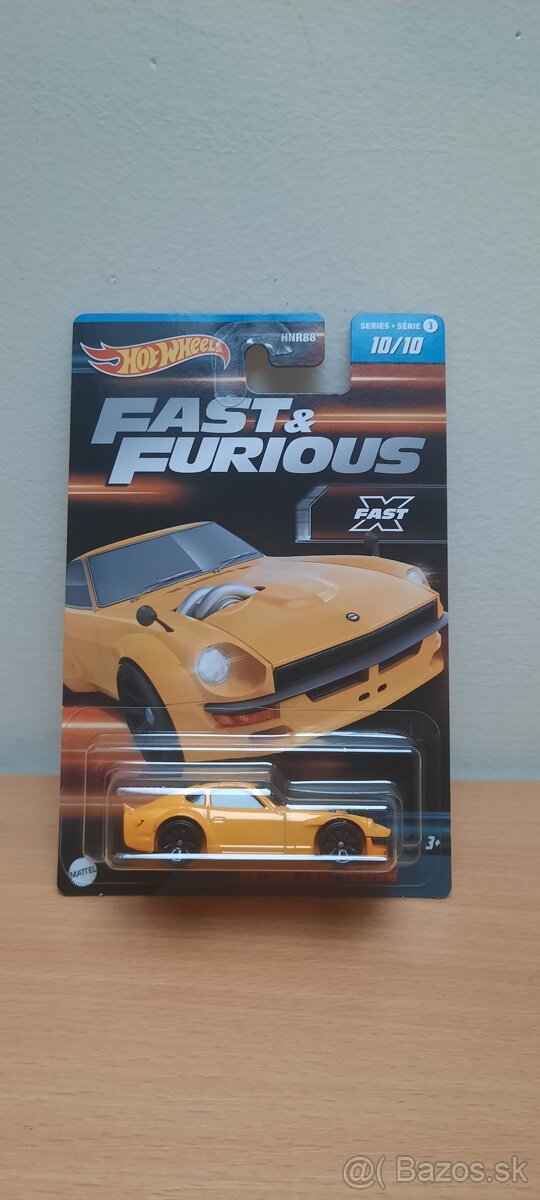 HOT WHEELS
HNR88
SERIES • SÉRIE 3
10/10
FAST &
FURIOUS
FAST X
MATTEL
3+
@( Bazos.sk